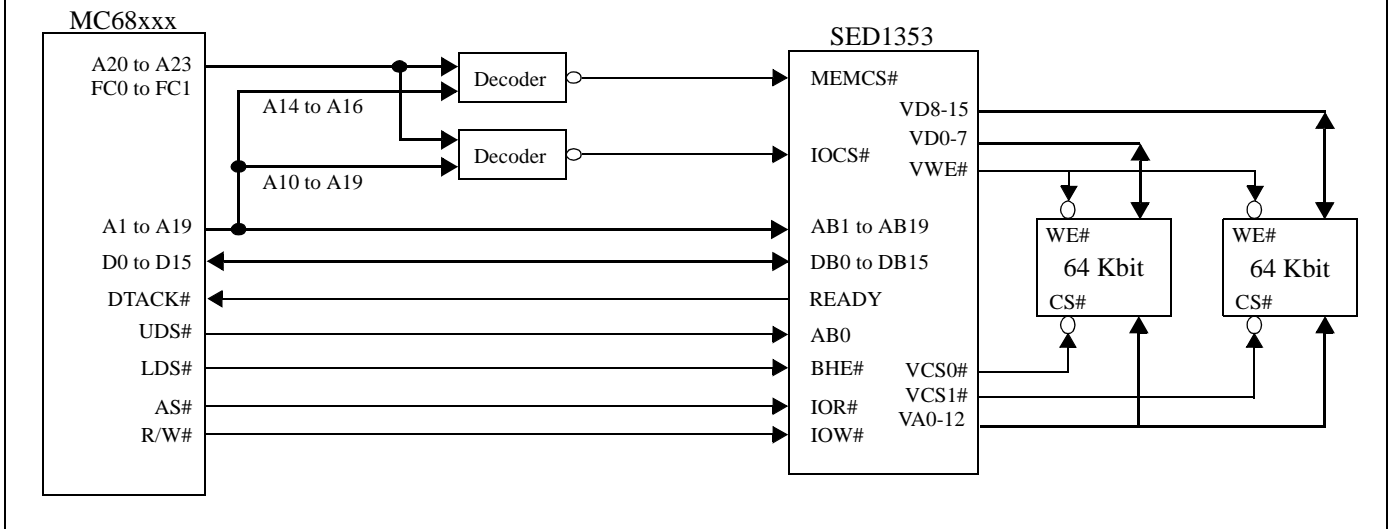 MC68xxx
A20 to A23
FC0 to FC1
A14 to A16
A10 to A19
A1 to A19
D0 to D15
DTACK#
UDS#
LDS#
AS#
R/W#
Decoder
Decoder
SED1353
MEMCS#
IOCS#
AB1 to AB19
DB0 to DB15
READY
AB0
BHE#
IOR#
IOW#
VD8-15
VD0-7
VWE#
VCS0#
VCS1#
VA0-12
WE#
64 Kbit
CS#
WE#
64 Kbit
CS#